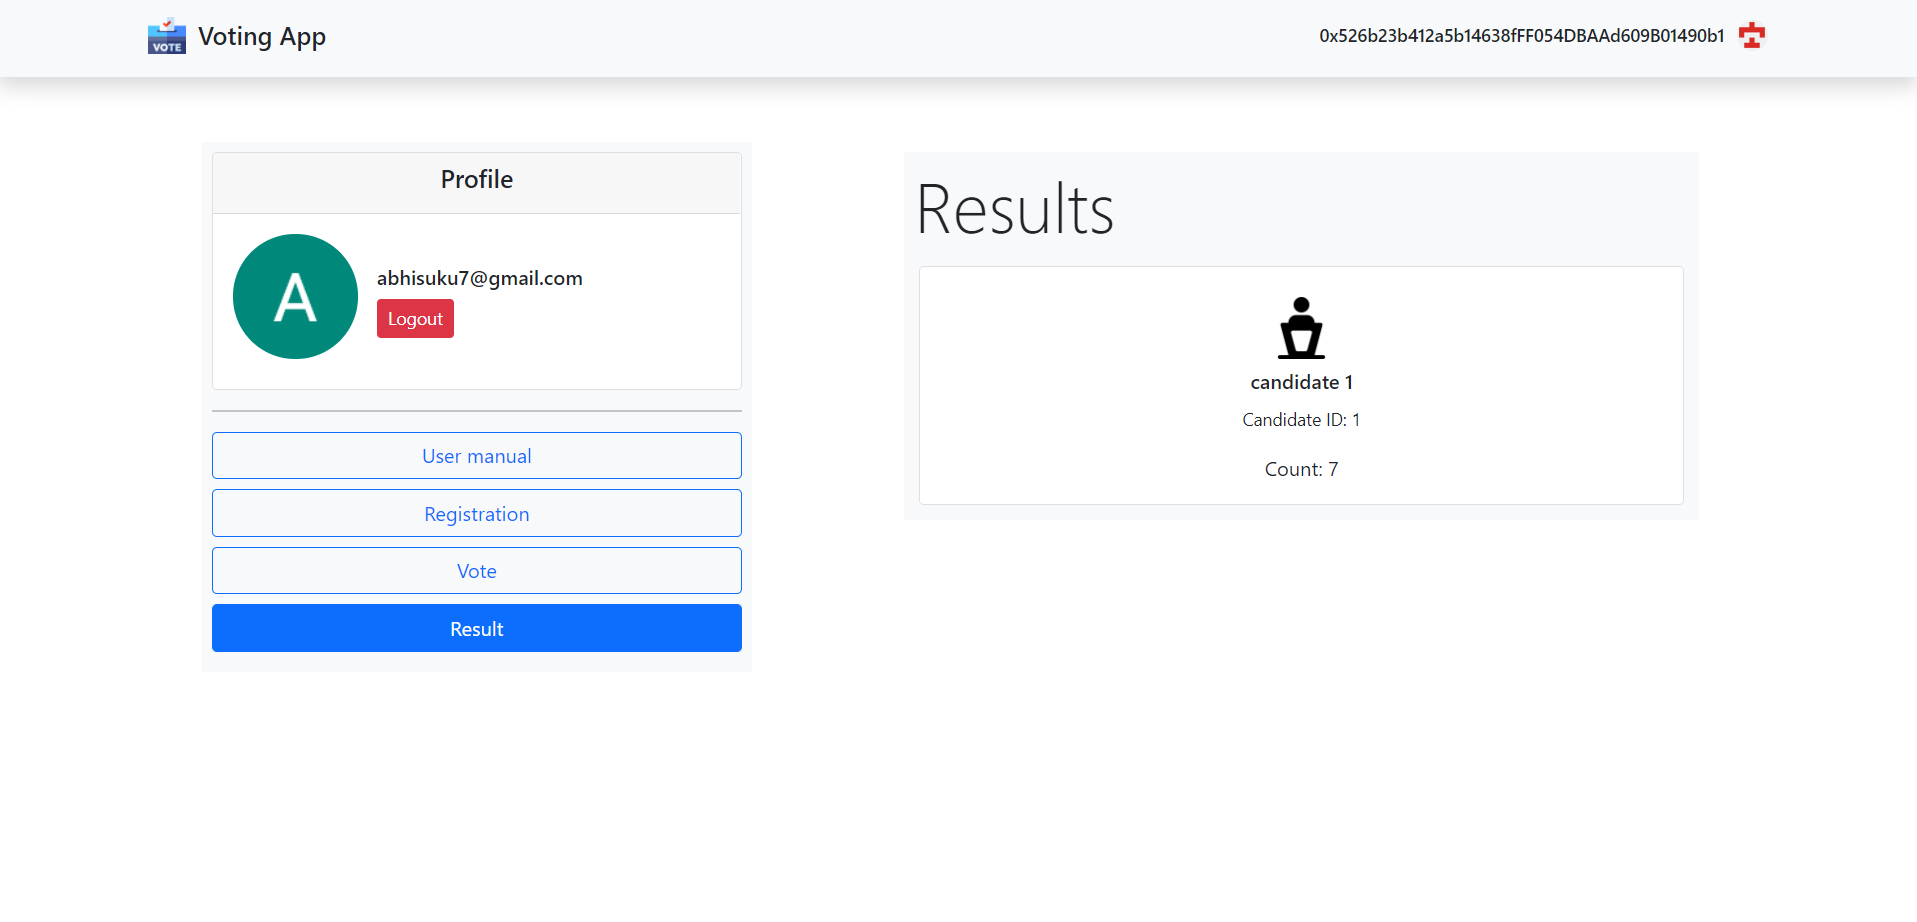 VOTE
Voting App
0x526b23b412a5b14638fFF054DBAAd609B01490b1
Profile
A
abhisuku7@gmail.com
Logout
User manual
Registration
Vote
Result
Results
candidate 1
Candidate ID: 1
Count: 7